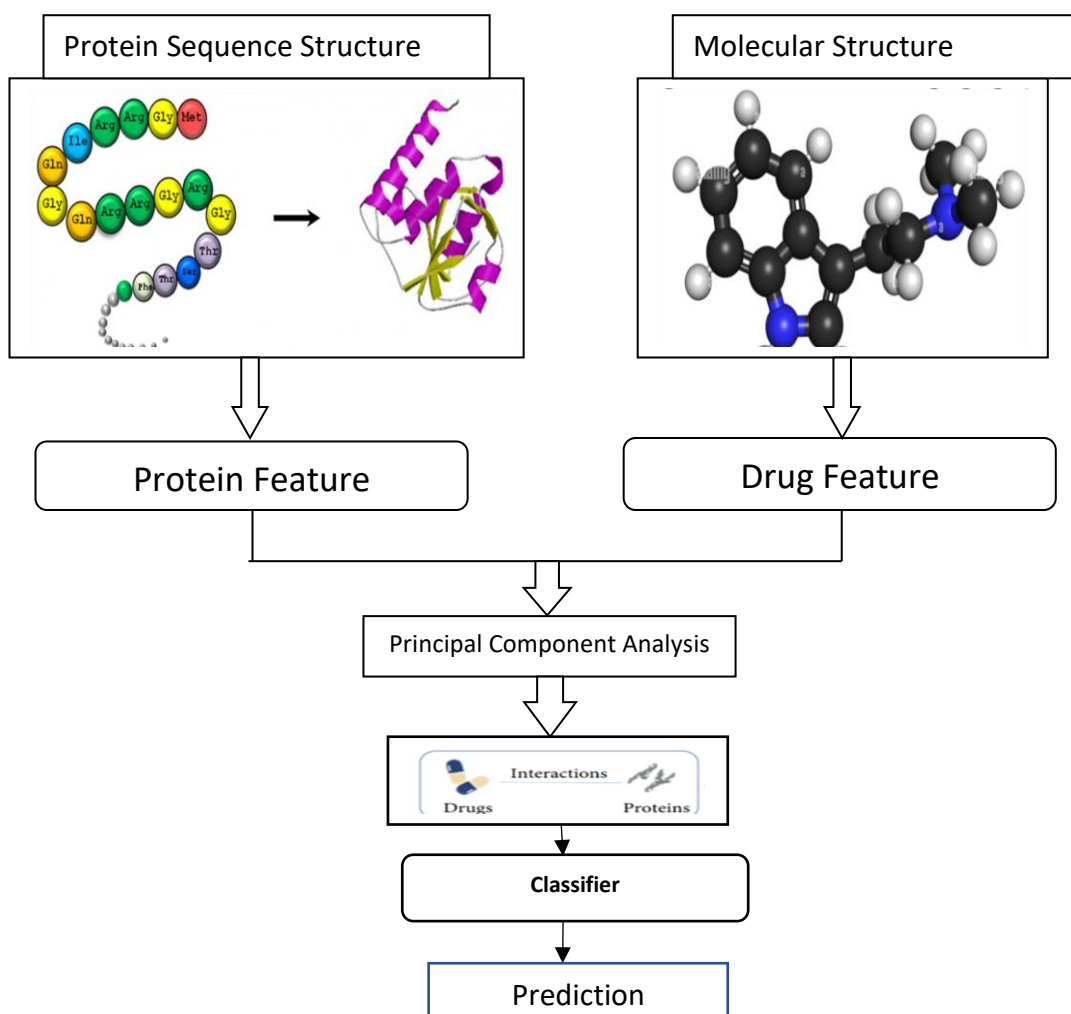 Protein Sequence Structure
Molecular Structure
Met
Gly
Arg
Arg
Ile
Gln
Gly
Gln
Arg
Arg
Gly
Arg
Gly
Thr
Ser
Thr
Phe
a
a
Protein Feature
Drug Feature
Principal Component Analysis
Interactions
Drugs
Proteins
Classifier
Prediction